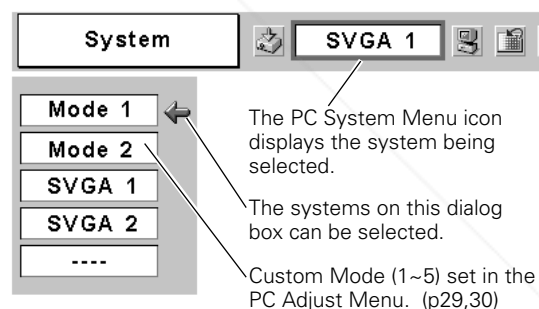 System
SVGA 1
Mode 1
Mode 2
SVGA 1
SVGA 2
----
The PC System Menu icon
displays the system being
selected.
The systems on this dialog
box can be selected.
Custom Mode (1~5) set in the
PC Adjust Menu. (p29,30)